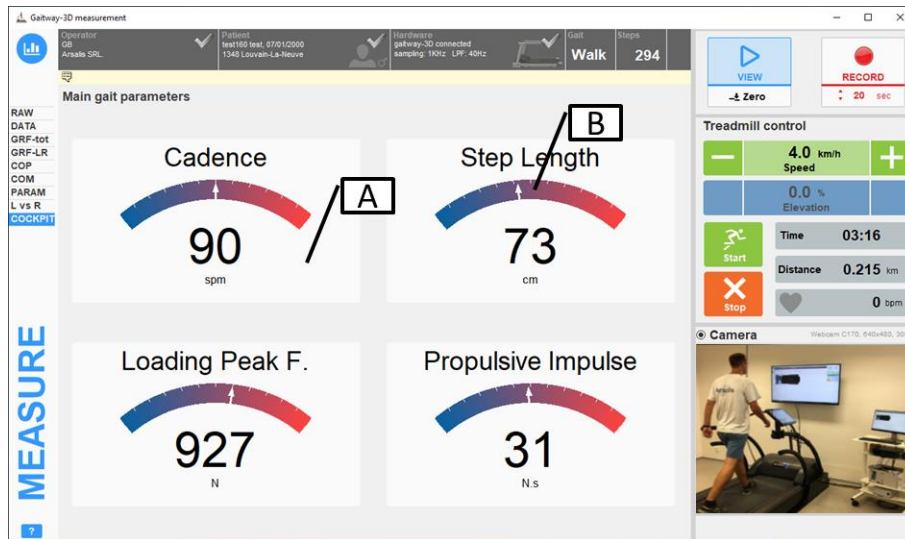 Gaitway-3D measurement
Operator
GB
Arsalis SRL
Patient
test160 test, 07/01/2000
1348 Louvain-La-Neuve
Hardware
gaitway-3D connected
sampling: 1KHz LPF: 40Hz
Gait
Walk
Steps
294
VIEW
Zero
RECORD
20 sec
Main gait parameters
RAW
DATA
GRF-tot
GRF-LR
COP
COM
PARAM
L vs R
COCKPIT
MEASURE
?
Cadence
90
spm
A
Step Length
73
cm
B
Loading Peak F.
927
N
Propulsive Impulse
31
N.s
Treadmill control
4.0 km/h
Speed
0.0 %
Elevation
Start
Stop
Time 03:16
Distance 0.215 km
0 bpm
Camera
Webcam C170, 640x480, 30